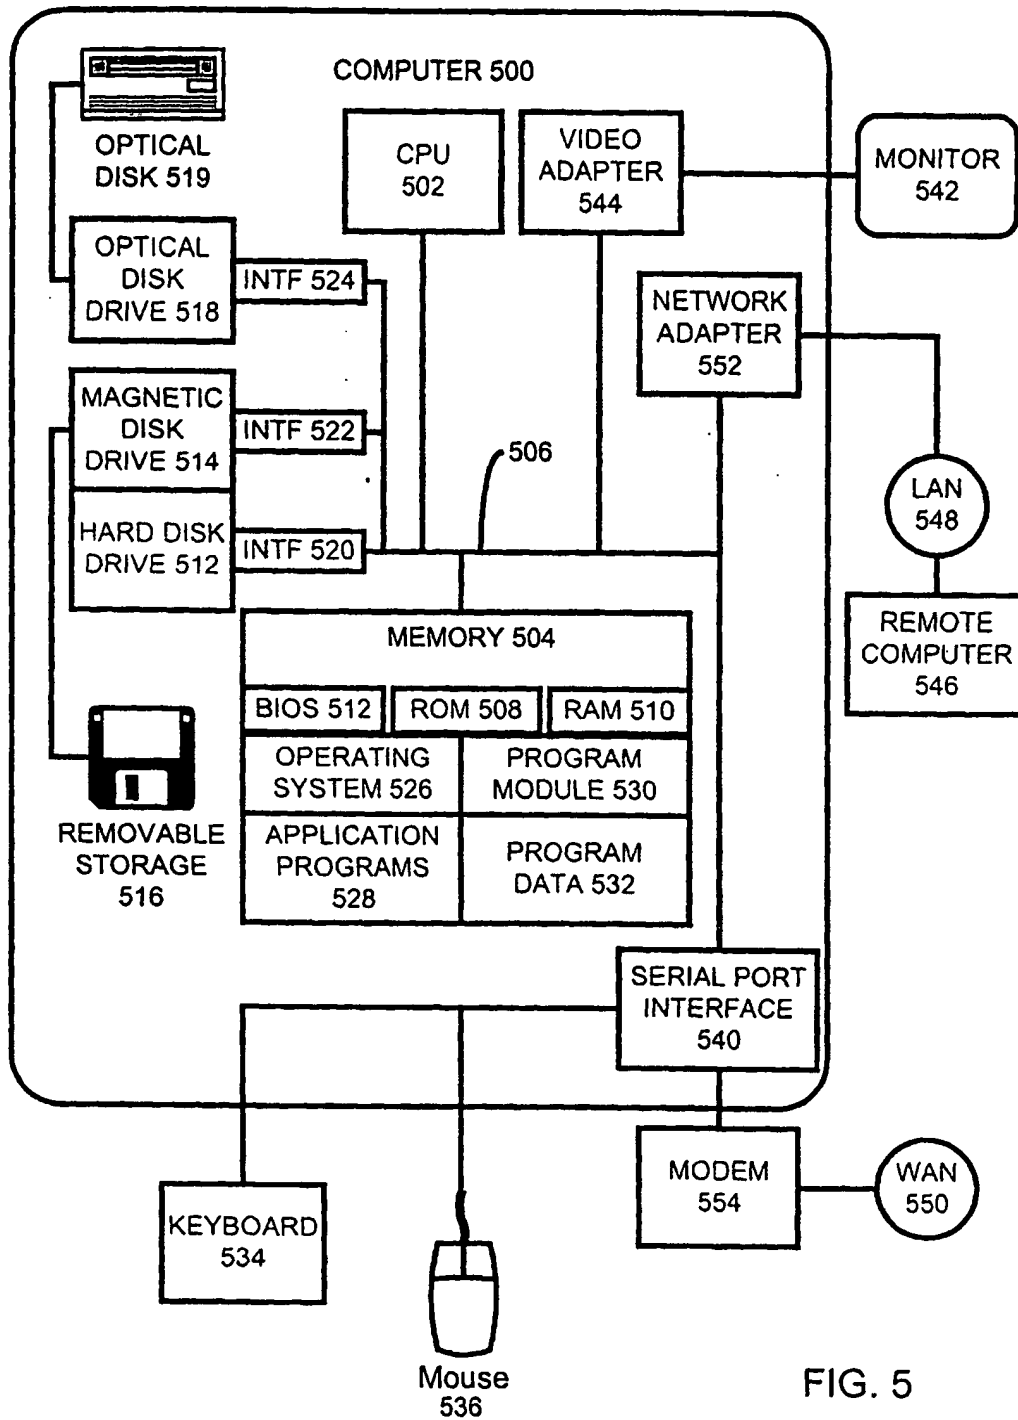 COMPUTER 500
OPTICAL
DISK 519
CPU
502
VIDEO
ADAPTER
544
MONITOR
542
OPTICAL
DISK
DRIVE 518
INTF 524
NETWORK
ADAPTER
552
MAGNETIC
DISK
DRIVE 514
INTF 522
506
LAN
548
HARD DISK
DRIVE 512
INTF 520
REMOTE
COMPUTER
546
MEMORY 504
BIOS 512
ROM 508
RAM 510
OPERATING
SYSTEM 526
PROGRAM
MODULE 530
REMOVABLE
STORAGE
516
APPLICATION
PROGRAMS
528
PROGRAM
DATA 532
SERIAL PORT
INTERFACE
540
MODEM
554
WAN
550
KEYBOARD
534
Mouse
536
FIG. 5